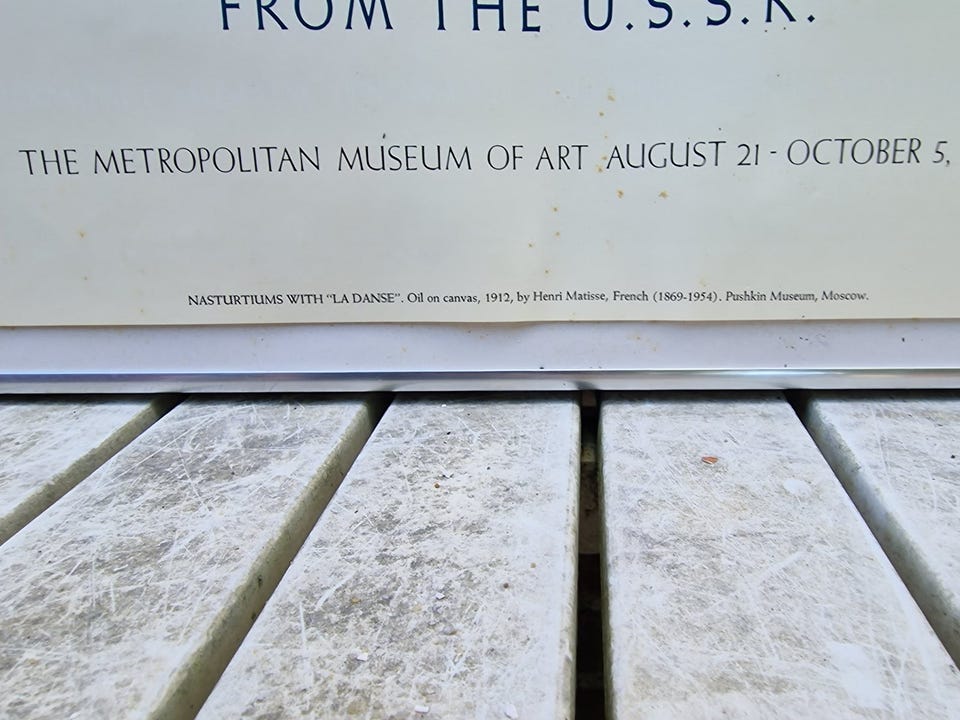 FROM THE U.S.S.R.
THE METROPOLITAN MUSEUM OF ART AUGUST 21 - OCTOBER 5,
NASTURTIUMS WITH "LA DANSE". Oil on canvas, 1912, by Henri Matisse, French (1869-1954). Pushkin Museum, Moscow.